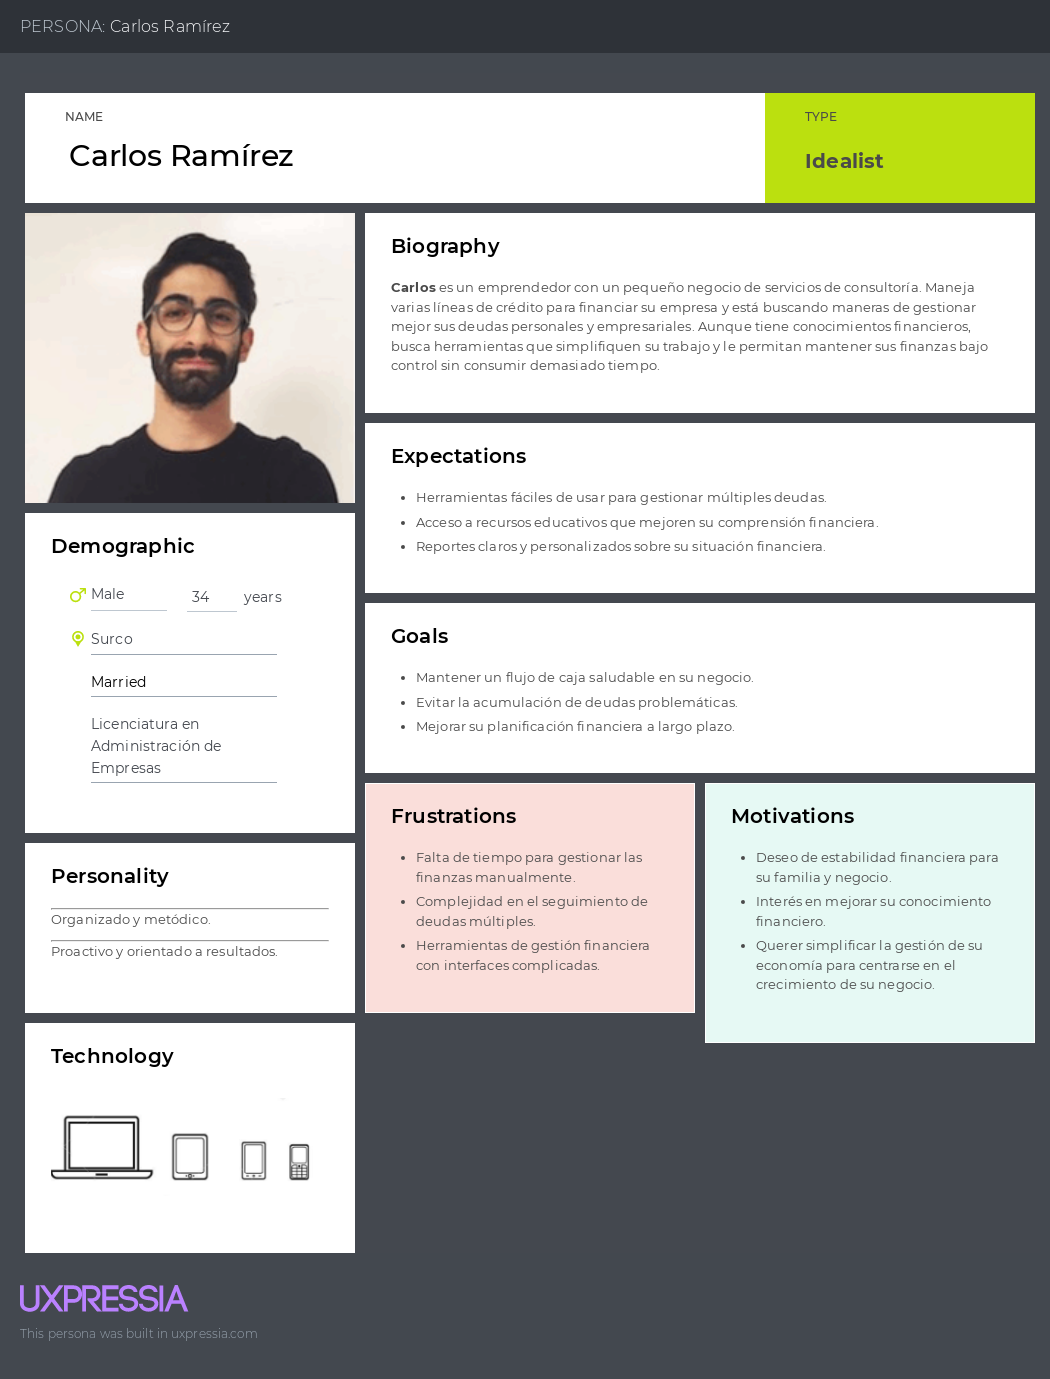 PERSONA: Carlos Ramírez
NAME
Carlos Ramírez
TYPE
Idealist
Biography
Carlos es un emprendedor con un pequeño negocio de servicios de consultoría. Maneja
varias líneas de crédito para financiar su empresa y está buscando maneras de gestionar
mejor sus deudas personales y empresariales. Aunque tiene conocimientos financieros,
busca herramientas que simplifiquen su trabajo y le permitan mantener sus finanzas bajo
control sin consumir demasiado tiempo.
Expectations
• Herramientas fáciles de usar para gestionar múltiples deudas.
• Acceso a recursos educativos que mejoren su comprensión financiera.
• Reportes claros y personalizados sobre su situación financiera.
Demographic
Male 34 years
Surco
Married
Licenciatura en
Administración de
Empresas
Goals
• Mantener un flujo de caja saludable en su negocio.
• Evitar la acumulación de deudas problemáticas.
• Mejorar su planificación financiera a largo plazo.
Personality
Organizado y metódico.
Proactivo y orientado a resultados.
Frustrations
• Falta de tiempo para gestionar las
finanzas manualmente.
• Complejidad en el seguimiento de
deudas múltiples.
• Herramientas de gestión financiera
con interfaces complicadas.
Motivations
• Deseo de estabilidad financiera para
su familia y negocio.
• Interés en mejorar su conocimiento
financiero.
• Querer simplificar la gestión de su
economía para centrarse en el
crecimiento de su negocio.
Technology
UXPRESSIA
This persona was built in uxpressia.com